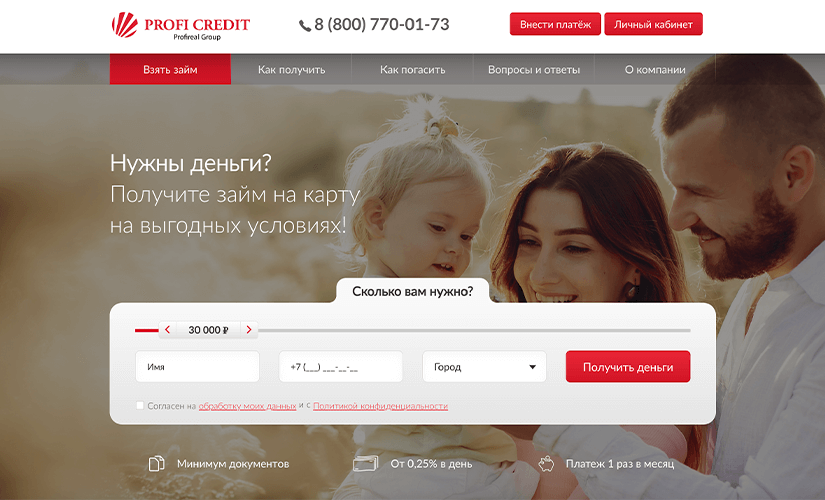 PROFI CREDIT
Profireal Group
8 (800) 770-01-73
Внести платёж
Личный кабинет
Взять займ
Как получить
Как погасить
Вопросы и ответы
О компании
Нужны деньги?
Получите займ на карту
на выгодных условиях!
Сколько вам нужно?
30 000 ₽
Имя
+7 (___) ___-__-__
Город
Получить деньги
Согласен на обработку моих данных и с Политикой конфиденциальности
Минимум документов
От 0,25% в день
Платеж 1 раз в месяц